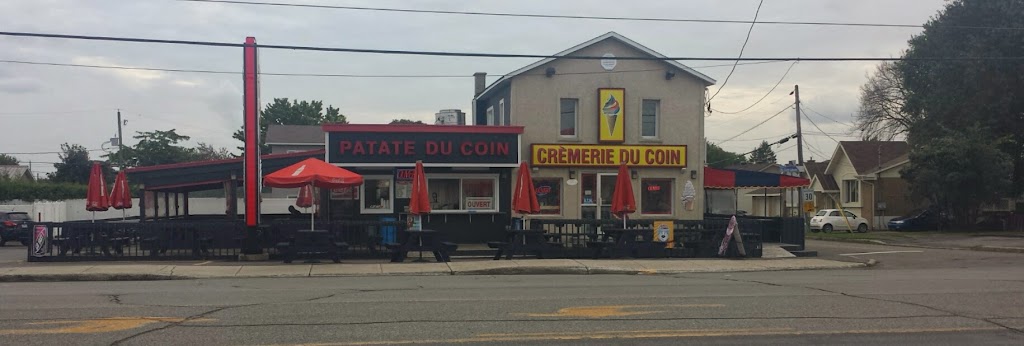 PATATE DU COIN
CRÈMERIE DU COIN
OUVERT